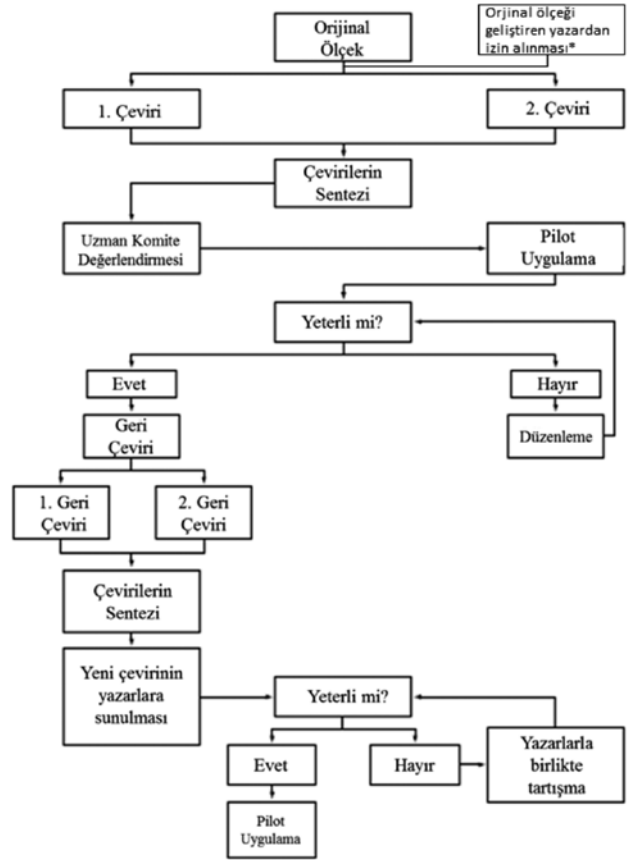 Orijinal
Ölçek
Orjinal ölçeği
geliştiren yazardan
izin alınması*
1. Çeviri
2. Çeviri
Çevirilerin
Sentezi
Uzman Komite
Değerlendirmesi
Pilot
Uygulama
Yeterli mi?
Evet
Hayır
Geri
Çeviri
Düzenleme
1. Geri
Çeviri
2. Geri
Çeviri
Çevirilerin
Sentezi
Yeni çevirinin
yazarlara
sunulması
Yeterli mi?
Evet
Hayır
Yazarlarla
birlikte
tartışma
Pilot
Uygulama